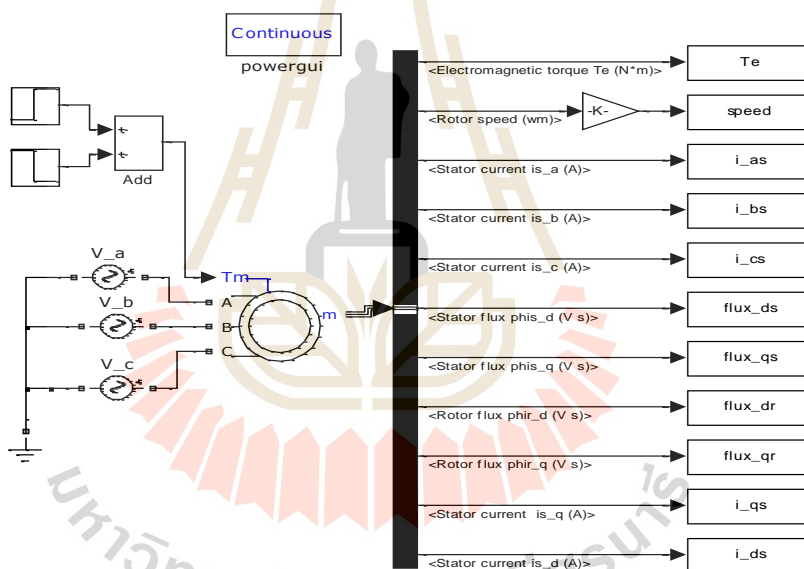 Continuous
powergui
Add
V_a
V_b
V_c
Tm
A
B
C
m
<Electromagnetic torque Te (N*m)>
Te
<Rotor speed (wm)>
-K-
speed
<Stator current is_a (A)>
i_as
<Stator current is_b (A)>
i_bs
<Stator current is_c (A)>
i_cs
<Stator flux phis_d (V s)>
flux_ds
<Stator flux phis_q (V s)>
flux_qs
<Rotor flux phir_d (V s)>
flux_dr
<Rotor flux phir_q (V s)>
flux_qr
<Stator current is_q (A)>
i_qs
<Stator current is_d (A)>
i_ds